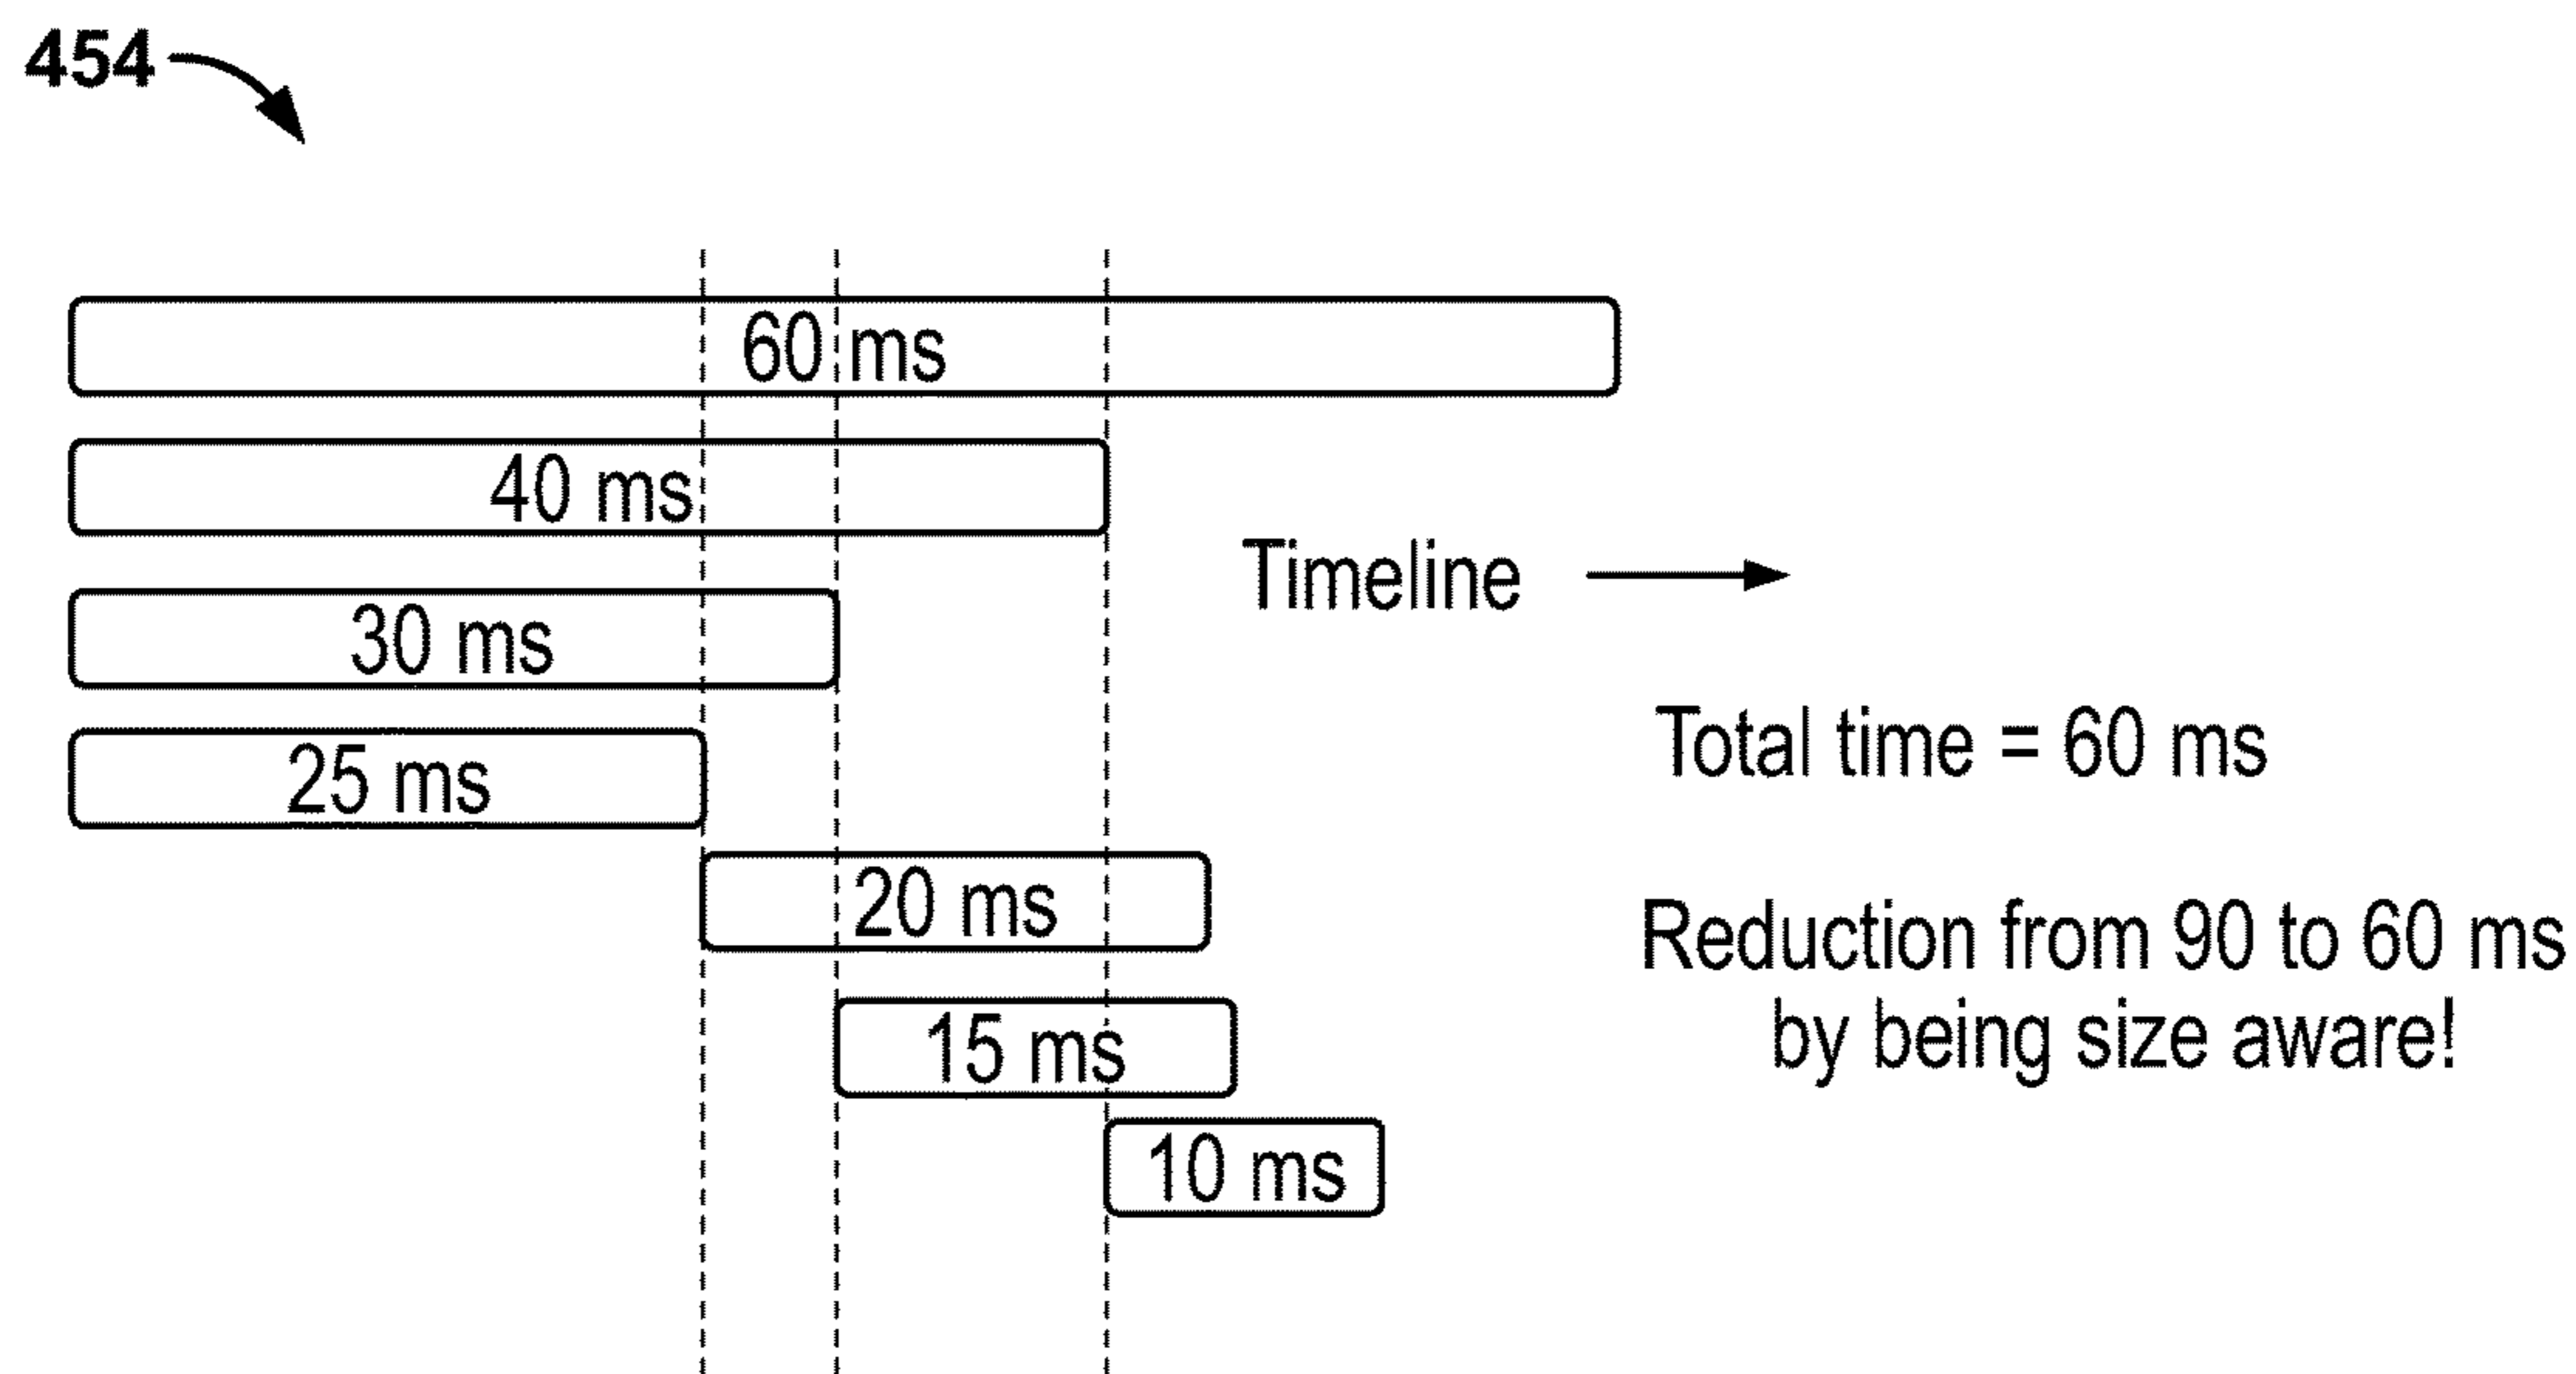 454
60 ms
40 ms
Timeline
30 ms
Total time = 60 ms
25 ms
20 ms
Reduction from 90 to 60 ms
by being size aware!
15 ms
10 ms